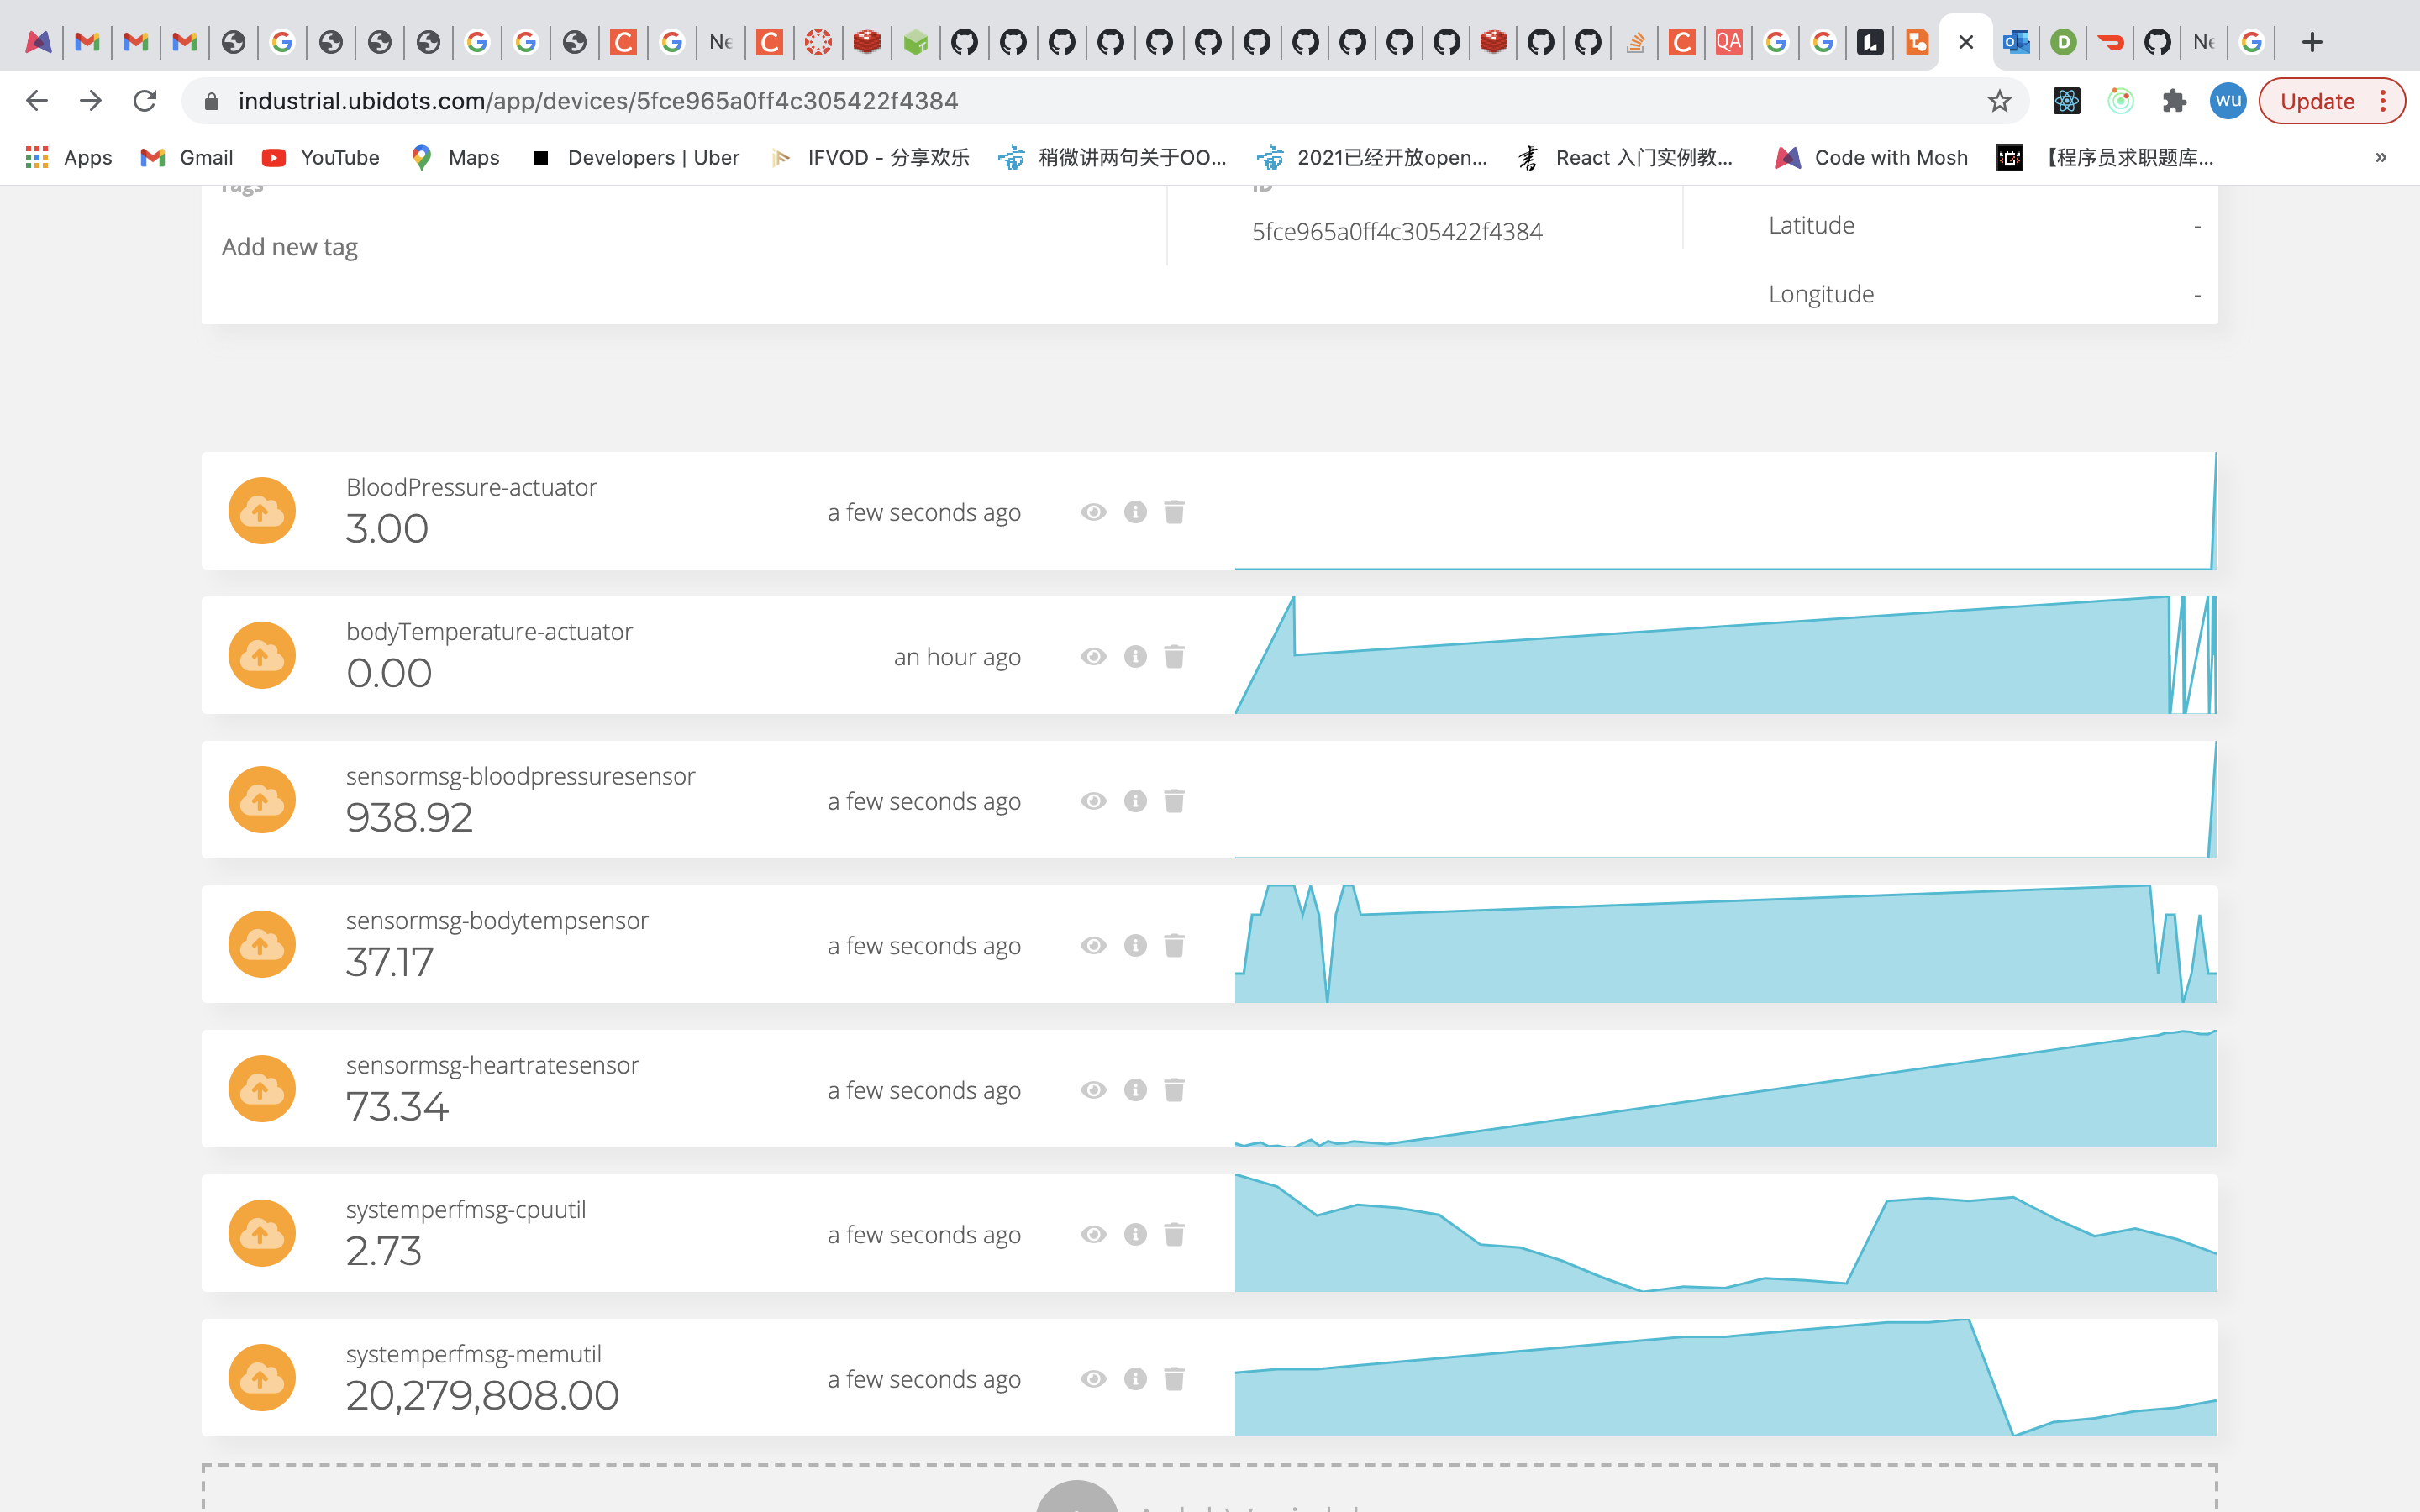 Ne
Ne
industrial.ubidots.com/app/devices/5fce965a0ff4c305422f4384
wu
Update
Apps
Gmail
YouTube
Maps
Developers | Uber
IFVOD - 分享欢乐
稍微讲两句关于OO...
2021已经开放open...
React 入门实例教...
Code with Mosh
【程序员求职题库...
Tags
ID
Add new tag
5fce965a0ff4c305422f4384
Latitude -
Longitude -
BloodPressure-actuator
3.00
a few seconds ago
bodyTemperature-actuator
0.00
an hour ago
sensormsg-bloodpressuresensor
938.92
a few seconds ago
sensormsg-bodytempsensor
37.17
a few seconds ago
sensormsg-heartratesensor
73.34
a few seconds ago
systemperfmsg-cpuutil
2.73
a few seconds ago
systemperfmsg-memutil
20,279,808.00
a few seconds ago